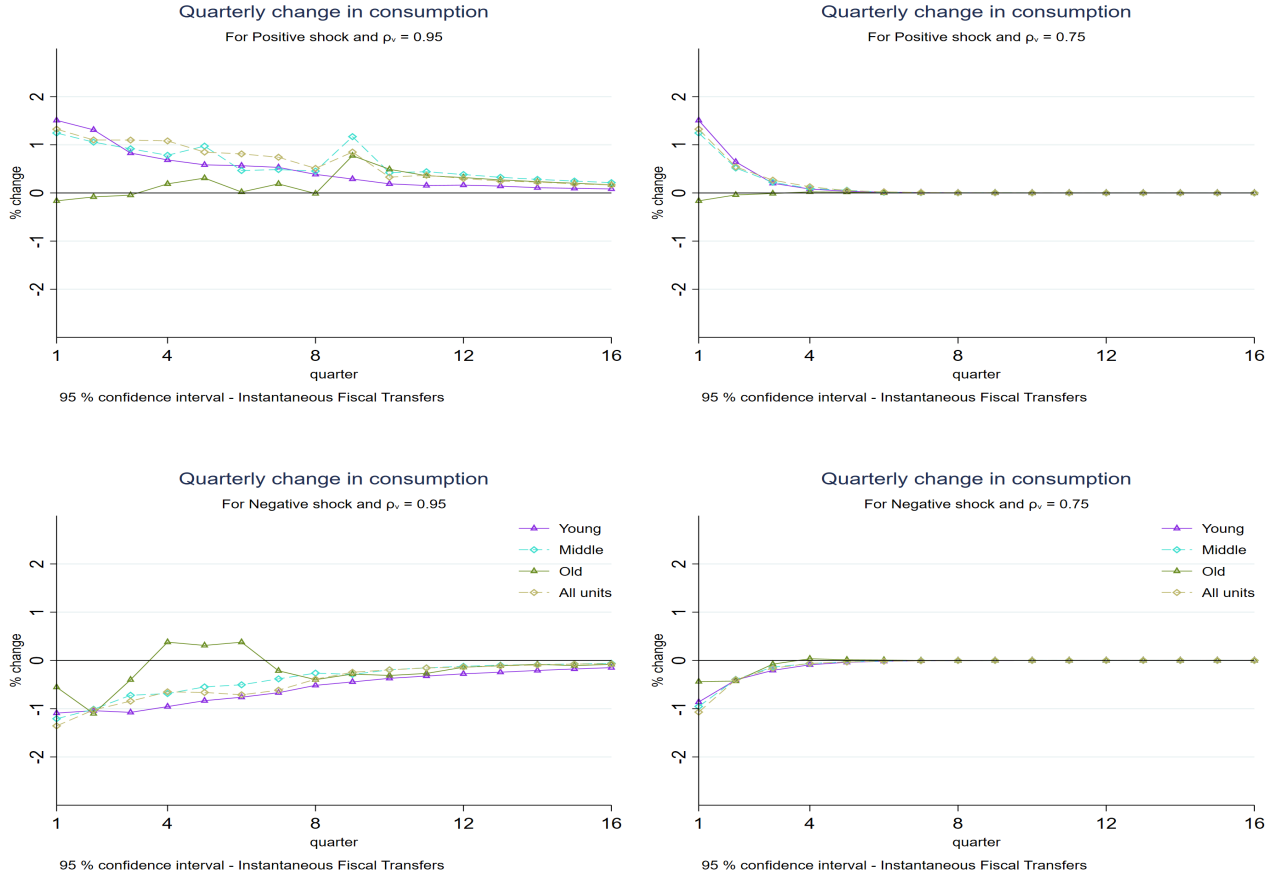 Quarterly change in consumption
For Positive shock and ρᵥ = 0.95
% change
2
1
0
-1
-2
1 4 8 12 16
quarter
95 % confidence interval - Instantaneous Fiscal Transfers
Quarterly change in consumption
For Positive shock and ρᵥ = 0.75
% change
2
1
0
-1
-2
1 4 8 12 16
quarter
95 % confidence interval - Instantaneous Fiscal Transfers
Quarterly change in consumption
For Negative shock and ρᵥ = 0.95
Young
Middle
Old
All units
% change
2
1
0
-1
-2
1 4 8 12 16
quarter
95 % confidence interval - Instantaneous Fiscal Transfers
Quarterly change in consumption
For Negative shock and ρᵥ = 0.75
Young
Middle
Old
All units
% change
2
1
0
-1
-2
1 4 8 12 16
quarter
95 % confidence interval - Instantaneous Fiscal Transfers